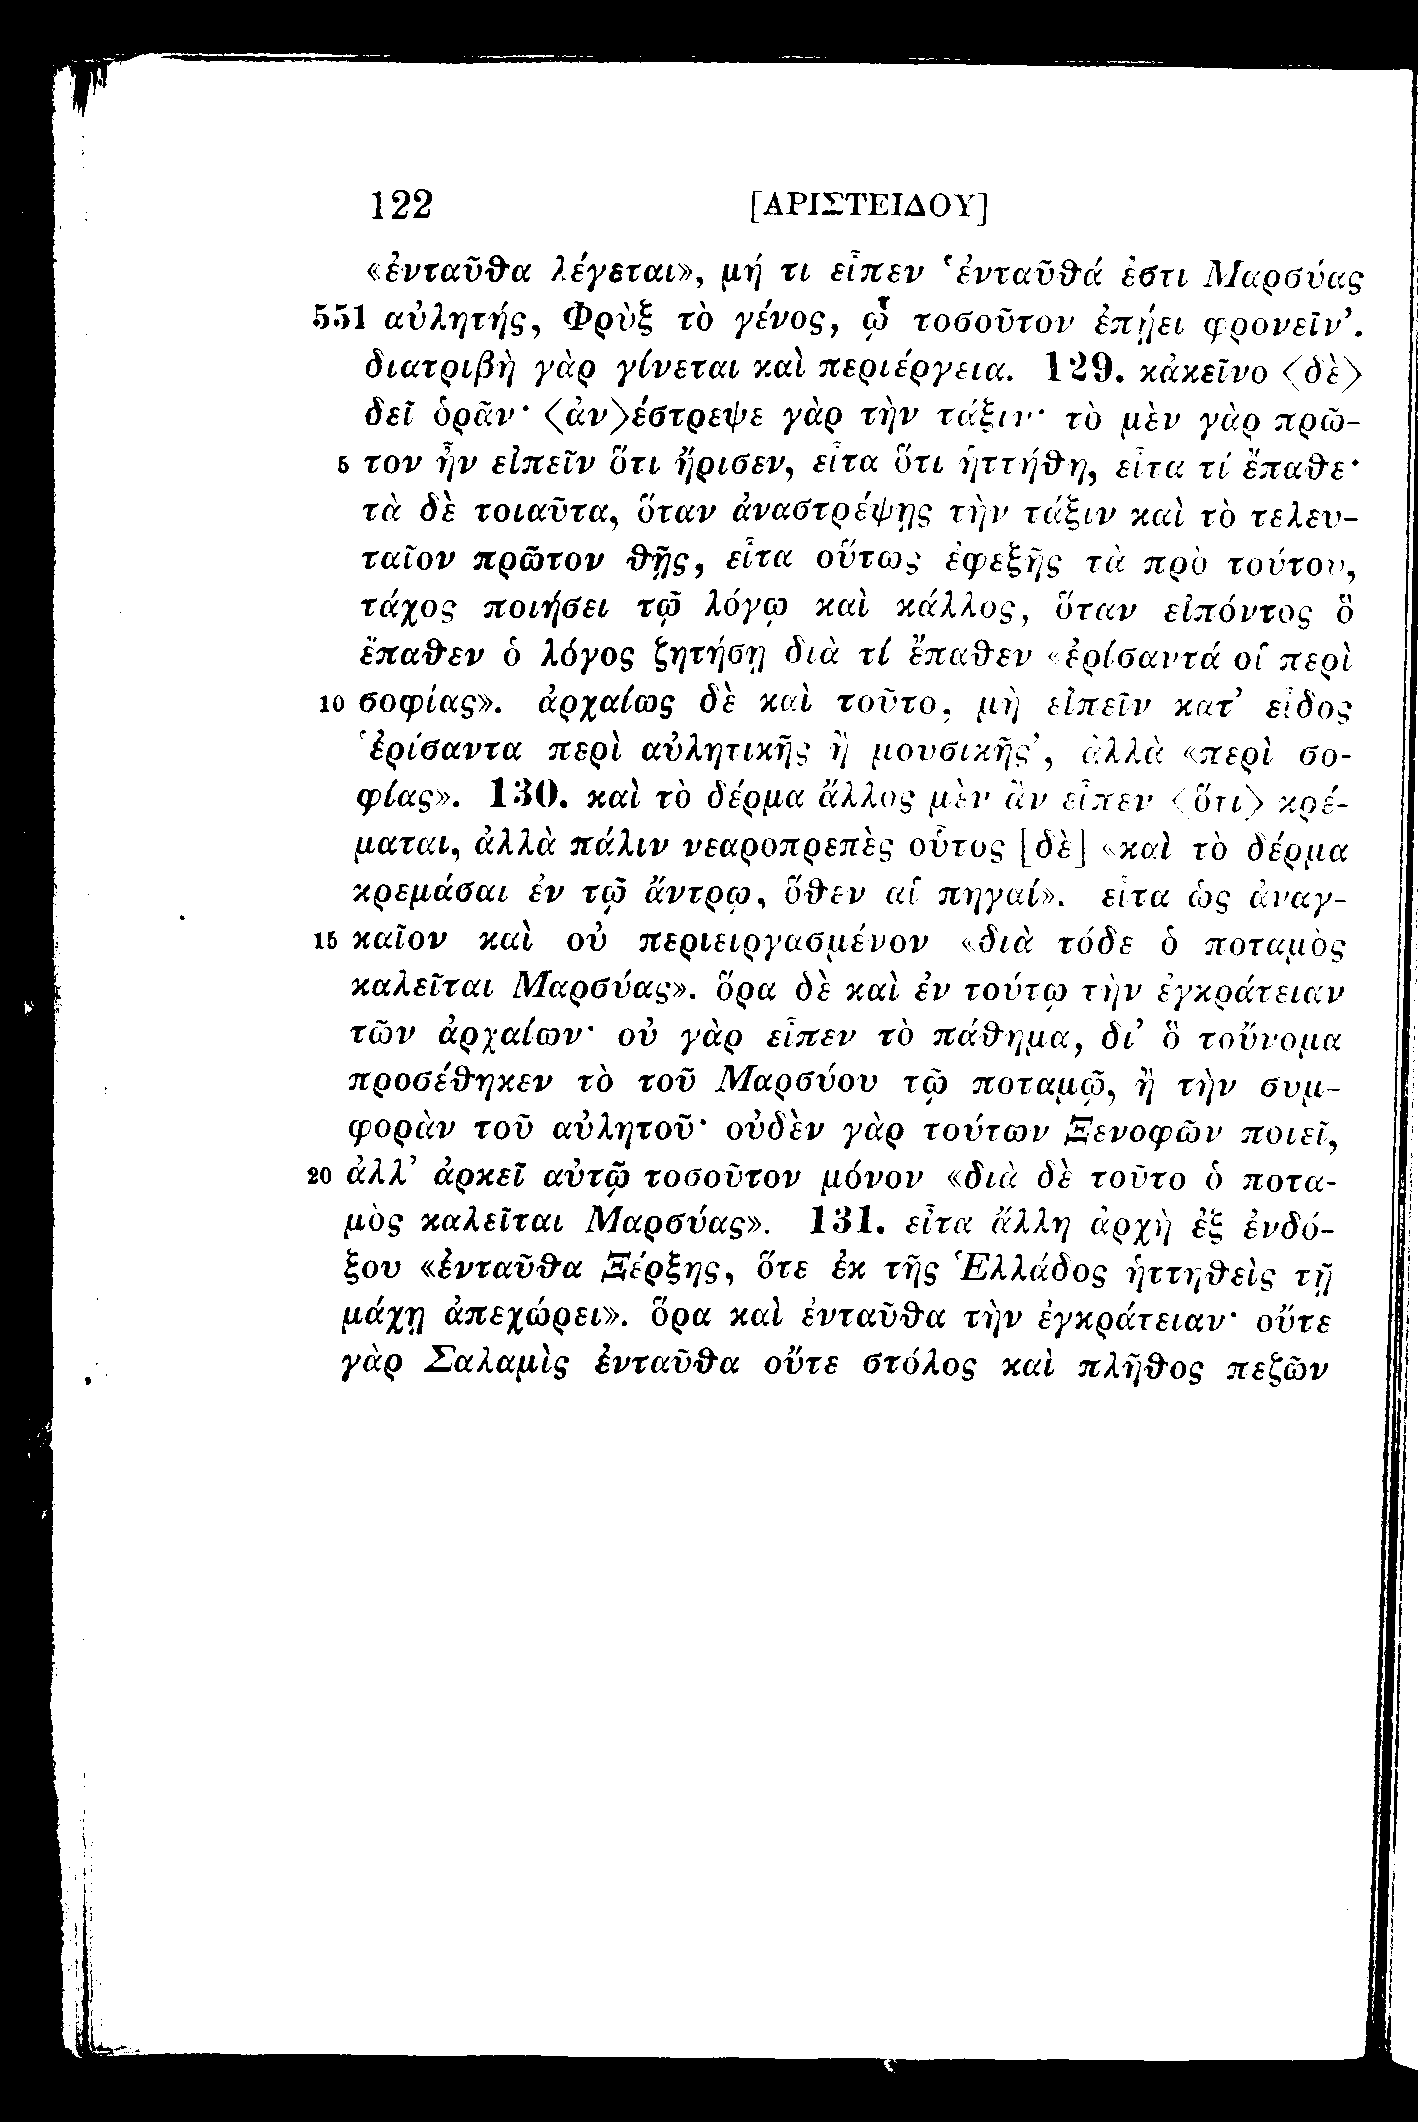 122 [ΑΡΙΣΤΕΙΔΟΥ]
«ἐνταῦθα λέγεται», μή τι εἶπεν ‛ἐνταῦθά ἐστι Μαρσύας
551 αὐλητής, Φρὺξ τὸ γένος, ᾧ τοσοῦτον ἐπῄει φρονεῖν’.
διατριβὴ γὰρ γίνεται καὶ περιέργεια. 129. κἀκεῖνο <δὲ>
δεῖ ὁρᾶν· <ἀν>έστρεψε γὰρ τὴν τάξιν· τὸ μὲν γὰρ πρῶ-
5 τον ἦν εἰπεῖν ὅτι ἤρισεν, εἶτα ὅτι ἡττήθη, εἶτα τί ἔπαθε·
τὰ δὲ τοιαῦτα, ὅταν ἀναστρέψῃς τὴν τάξιν καὶ τὸ τελευ-
ταῖον πρῶτον θῇς, εἶτα οὕτως ἐφεξῆς τὰ πρὸ τούτου,
τάχος ποιήσει τῷ λόγῳ καὶ κάλλος, ὅταν εἰπόντος ὃ
ἔπαθεν ὁ λόγος ζητήσῃ διὰ τί ἔπαθεν «ἐρίσαντά οἱ περὶ
10 σοφίας». ἀρχαίως δὲ καὶ τοῦτο, μὴ εἰπεῖν κατ’ εἶδος
‛ἐρίσαντα περὶ αὐλητικῆς ἢ μουσικῆς’, ἀλλὰ «περὶ σο-
φίας». 130. καὶ τὸ δέρμα ἄλλος μὲν ἂν εἶπεν <ὅτι> κρέ-
μαται, ἀλλὰ πάλιν νεαροπρεπὲς οὗτος [δὲ] «καὶ τὸ δέρμα
κρεμάσαι ἐν τῷ ἄντρῳ, ὅθεν αἱ πηγαί». εἶτα ὡς ἀναγ-
15 καῖον καὶ οὐ περιειργασμένον «διὰ τόδε ὁ ποταμὸς
καλεῖται Μαρσύας». ὅρα δὲ καὶ ἐν τούτῳ τὴν ἐγκράτειαν
τῶν ἀρχαίων· οὐ γὰρ εἶπεν τὸ πάθημα, δι’ ὃ τοὔνομα
προσέθηκεν τὸ τοῦ Μαρσύου τῷ ποταμῷ, ἢ τὴν συμ-
φορὰν τοῦ αὐλητοῦ· οὐδὲν γὰρ τούτων Ξενοφῶν ποιεῖ,
20 ἀλλ’ ἀρκεῖ αὐτῷ τοσοῦτον μόνον «διὰ δὲ τοῦτο ὁ ποτα-
μὸς καλεῖται Μαρσύας». 131. εἶτα ἄλλη ἀρχὴ ἐξ ἐνδό-
ξου «ἐνταῦθα Ξέρξης, ὅτε ἐκ τῆς Ἑλλάδος ἡττηθεὶς τῇ
μάχῃ ἀπεχώρει». ὅρα καὶ ἐνταῦθα τὴν ἐγκράτειαν· οὔτε
γὰρ Σαλαμὶς ἐνταῦθα οὔτε στόλος καὶ πλῆθος πεζῶν